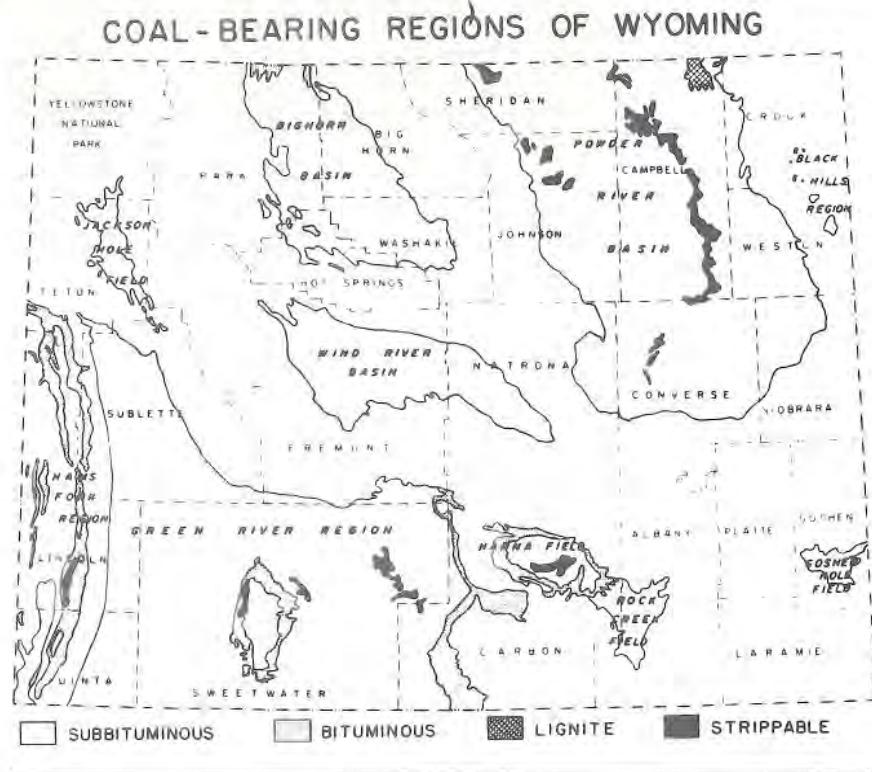 COAL-BEARING REGIONS OF WYOMING
YELLOWSTONE
NATIONAL
PARK
SHERIDAN
CROOK
BIGHORN
BASIN
BIG
HORN
PARK
POWDER
RIVER
BASIN
CAMPBELL
BLACK
HILLS
REGION
JACKSON
HOLE
FIELD
WASHAKIE
JOHNSON
WESTON
TETON
HOT SPRINGS
WIND RIVER
BASIN
NATRONA
CONVERSE
NIOBRARA
SUBLETTE
FREMONT
HAMS
FORK
REGION
GREEN RIVER REGION
HANNA FIELD
ALBANY
PLATTE
GOSHEN
LINCOLN
GOSHEN
HOLE
FIELD
ROCK
CREEK
FIELD
CARBON
LARAMIE
UINTA
SWEETWATER
SUBBITUMINOUS
BITUMINOUS
LIGNITE
STRIPPABLE